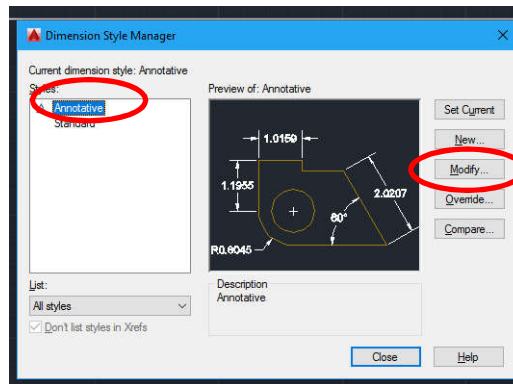 Dimension Style Manager
Current dimension style: Annotative
Styles:
Annotative
Standard
Preview of: Annotative
1.0159
1.1955
2.0207
60°
R0.6045
Set Current
New...
Modify...
Override...
Compare...
List:
All styles
Don't list styles in Xrefs
Description
Annotative
Close
Help